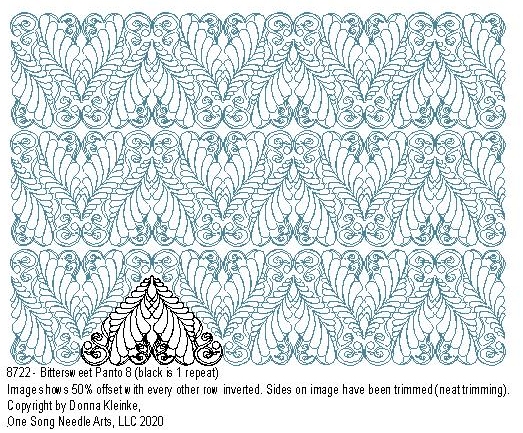 8722 - Bittersweet Panto 8 (black is 1 repeat)
Image shows 50% offset with every other row inverted. Sides on image have been trimmed (neat trimming).
Copyright by Donna Kleinke,
One Song Needle Arts, LLC 2020